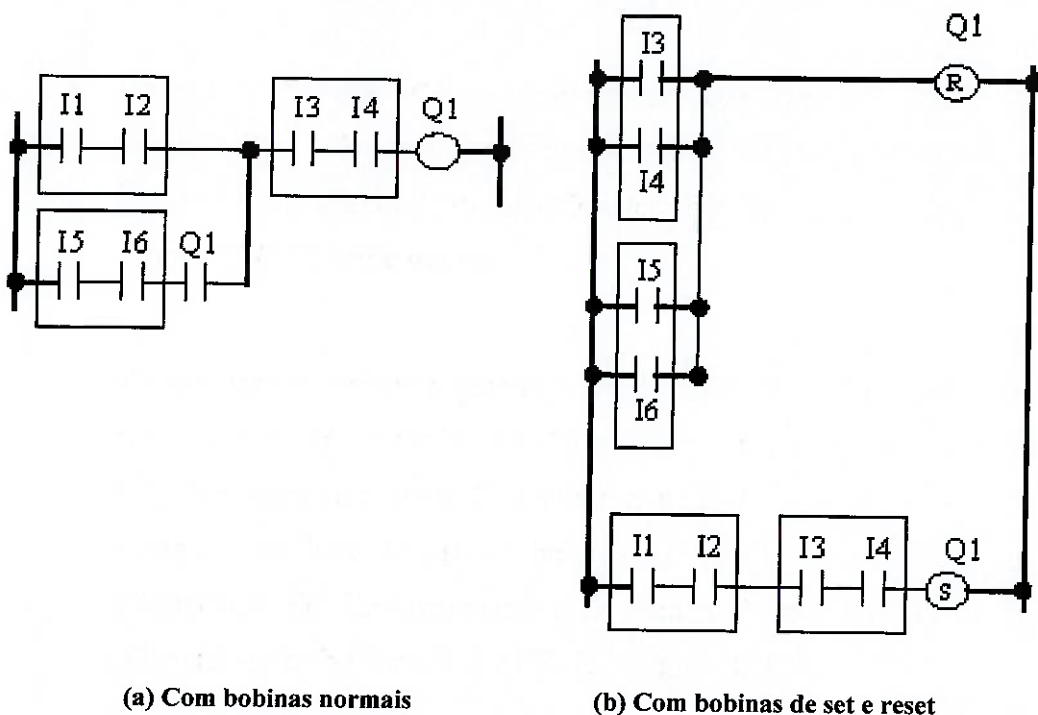 I1 I2
I3 I4
Q1
I5 I6
Q1
(a) Com bobinas normais
I3
Q1
R
I4
I5
I6
I1 I2
I3 I4
Q1
S
(b) Com bobinas de set e reset